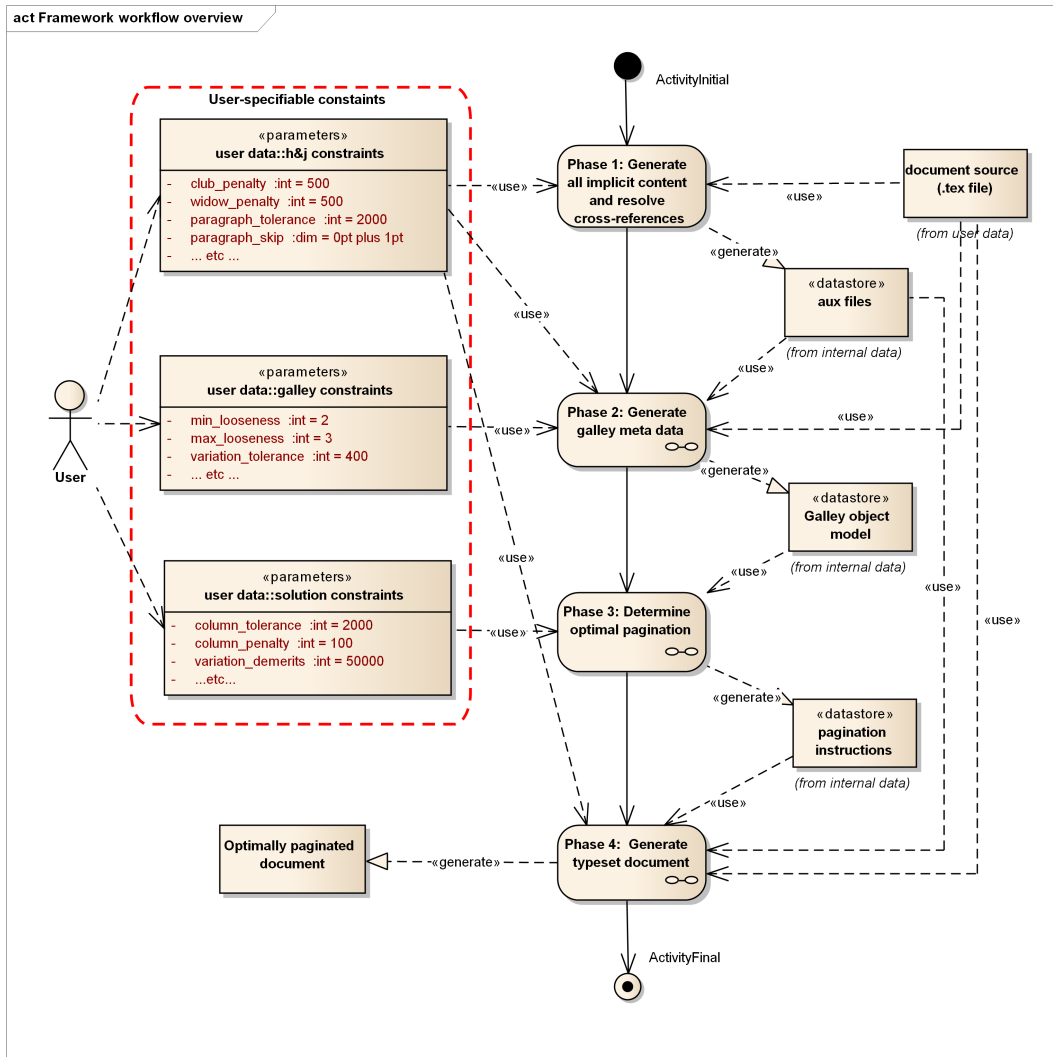 act Framework workflow overview
ActivityInitial
User-specifiable constaints
«parameters»
user data::h&j constraints
- club_penalty :int = 500
- widow_penalty :int = 500
- paragraph_tolerance :int = 2000
- paragraph_skip :dim = 0pt plus 1pt
- ... etc ...
«use»
Phase 1: Generate
all implicit content
and resolve
cross-references
«use»
document source
(.tex file)
(from user data)
«generate»
«datastore»
aux files
(from internal data)
«use»
«use»
«parameters»
user data::galley constraints
- min_looseness :int = 2
- max_looseness :int = 3
- variation_tolerance :int = 400
- ... etc ...
User
«use»
Phase 2: Generate
galley meta data
«use»
«generate»
«datastore»
Galley object
model
(from internal data)
«use»
«use»
«use»
«use»
«parameters»
user data::solution constraints
- column_tolerance :int = 2000
- column_penalty :int = 100
- variation_demerits :int = 50000
- ...etc...
«use»
Phase 3: Determine
optimal pagination
«generate»
«datastore»
pagination
instructions
(from internal data)
«use»
Optimally paginated
document
«generate»
Phase 4: Generate
typeset document
ActivityFinal